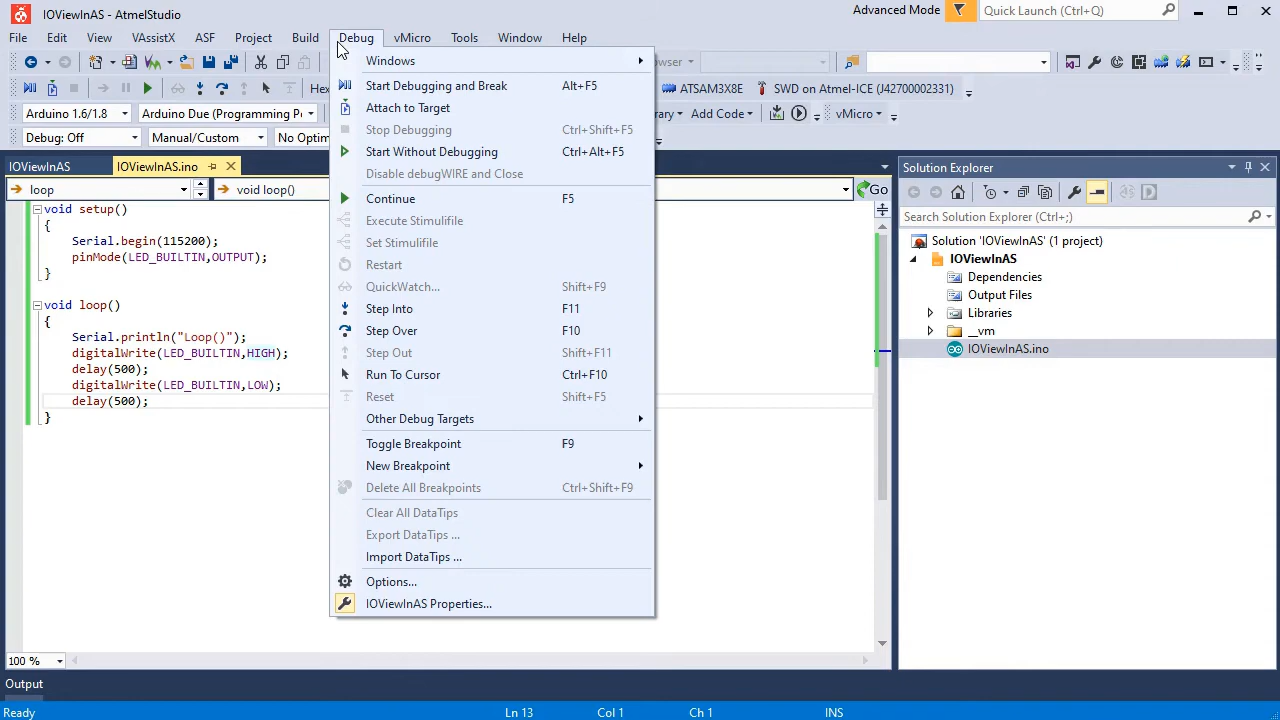 IOViewInAS - AtmelStudio
Advanced Mode
Quick Launch (Ctrl+Q)
File Edit View VAssistX ASF Project Build Debug vMicro Tools Window Help
Hex
ATSAM3X8E
SWD on Atmel-ICE (J42700002331)
Arduino 1.6/1.8
Arduino Due (Programming P
Add Code
vMicro
Debug: Off
Manual/Custom
No Optim
Windows
Start Debugging and Break Alt+F5
Attach to Target
Stop Debugging Ctrl+Shift+F5
Start Without Debugging Ctrl+Alt+F5
Disable debugWIRE and Close
Continue F5
Execute Stimulifile
Set Stimulifile
Restart
QuickWatch... Shift+F9
Step Into F11
Step Over F10
Step Out Shift+F11
Run To Cursor Ctrl+F10
Reset Shift+F5
Other Debug Targets
Toggle Breakpoint F9
New Breakpoint
Delete All Breakpoints Ctrl+Shift+F9
Clear All DataTips
Export DataTips ...
Import DataTips ...
Options...
IOViewInAS Properties...
IOViewInAS
IOViewInAS.ino
loop
void loop()
Go
void setup()
{
Serial.begin(115200);
pinMode(LED_BUILTIN,OUTPUT);
}
void loop()
{
Serial.println("Loop()");
digitalWrite(LED_BUILTIN,HIGH);
delay(500);
digitalWrite(LED_BUILTIN,LOW);
delay(500);
}
100 %
Solution Explorer
Search Solution Explorer (Ctrl+;)
Solution 'IOViewInAS' (1 project)
IOViewInAS
Dependencies
Output Files
Libraries
__vm
IOViewInAS.ino
Output
Ln 13 Col 1 Ch 1 INS